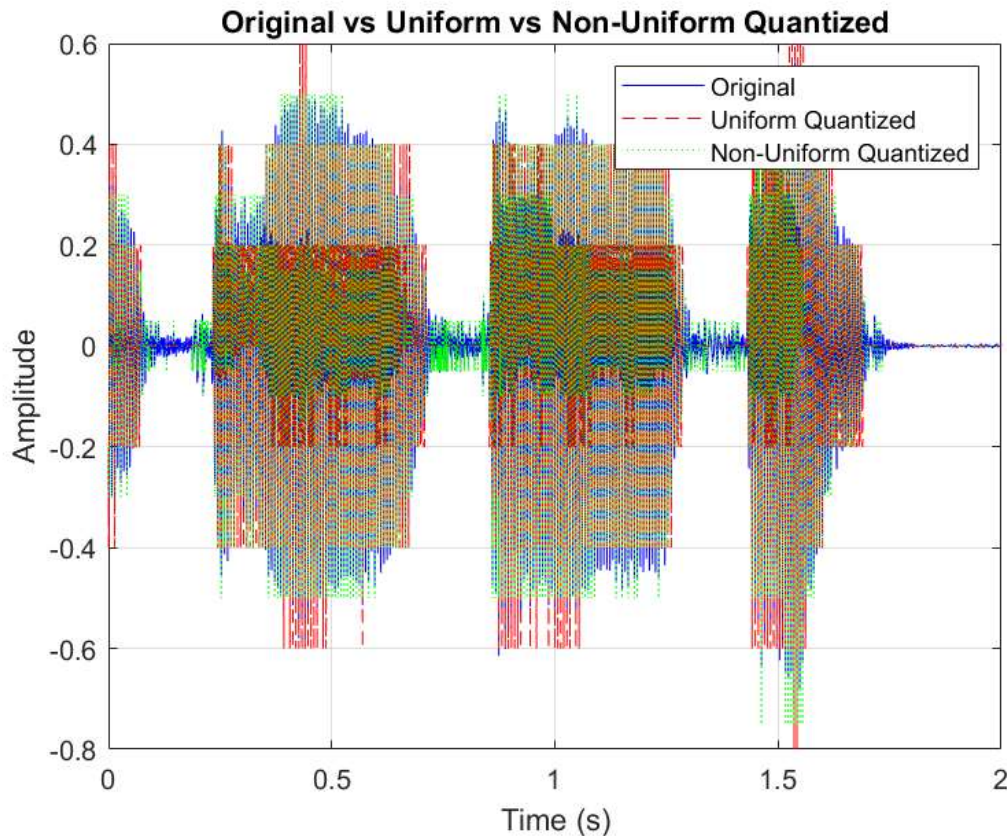 Original vs Uniform vs Non-Uniform Quantized
Original
Uniform Quantized
Non-Uniform Quantized
0.6
0.4
0.2
0
-0.2
-0.4
-0.6
-0.8
Amplitude
0 0.5 1 1.5 2
Time (s)